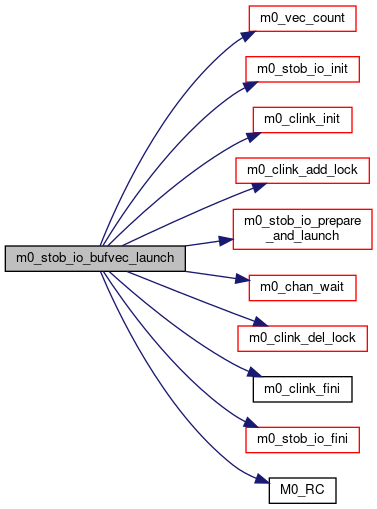 m0_vec_count
m0_stob_io_init
m0_clink_init
m0_clink_add_lock
m0_stob_io_prepare
_and_launch
m0_stob_io_bufvec_launch
m0_chan_wait
m0_clink_del_lock
m0_clink_fini
m0_stob_io_fini
M0_RC